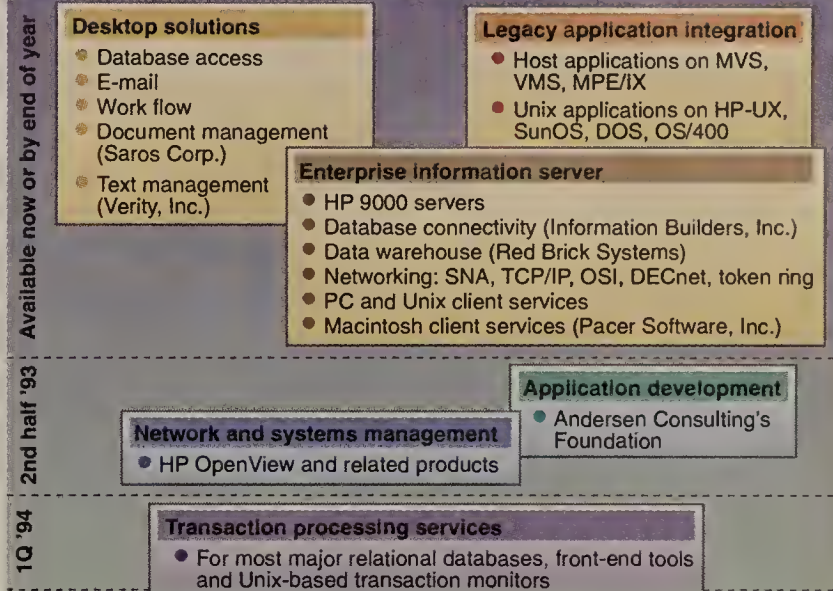 Available now or by end of year
Desktop solutions
Database access
E-mail
Work flow
Document management
(Saros Corp.)
Text management
(Verity, Inc.)
Legacy application integration
Host applications on MVS,
VMS, MPE/iX
Unix applications on HP-UX,
SunOS, DOS, OS/400
Enterprise information server
HP 9000 servers
Database connectivity (Information Builders, Inc.)
Data warehouse (Red Brick Systems)
Networking: SNA, TCP/IP, OSI, DECnet, token ring
PC and Unix client services
Macintosh client services (Pacer Software, Inc.)
2nd half '93
Application development
Andersen Consulting's
Foundation
Network and systems management
HP OpenView and related products
1Q '94
Transaction processing services
For most major relational databases, front-end tools
and Unix-based transaction monitors